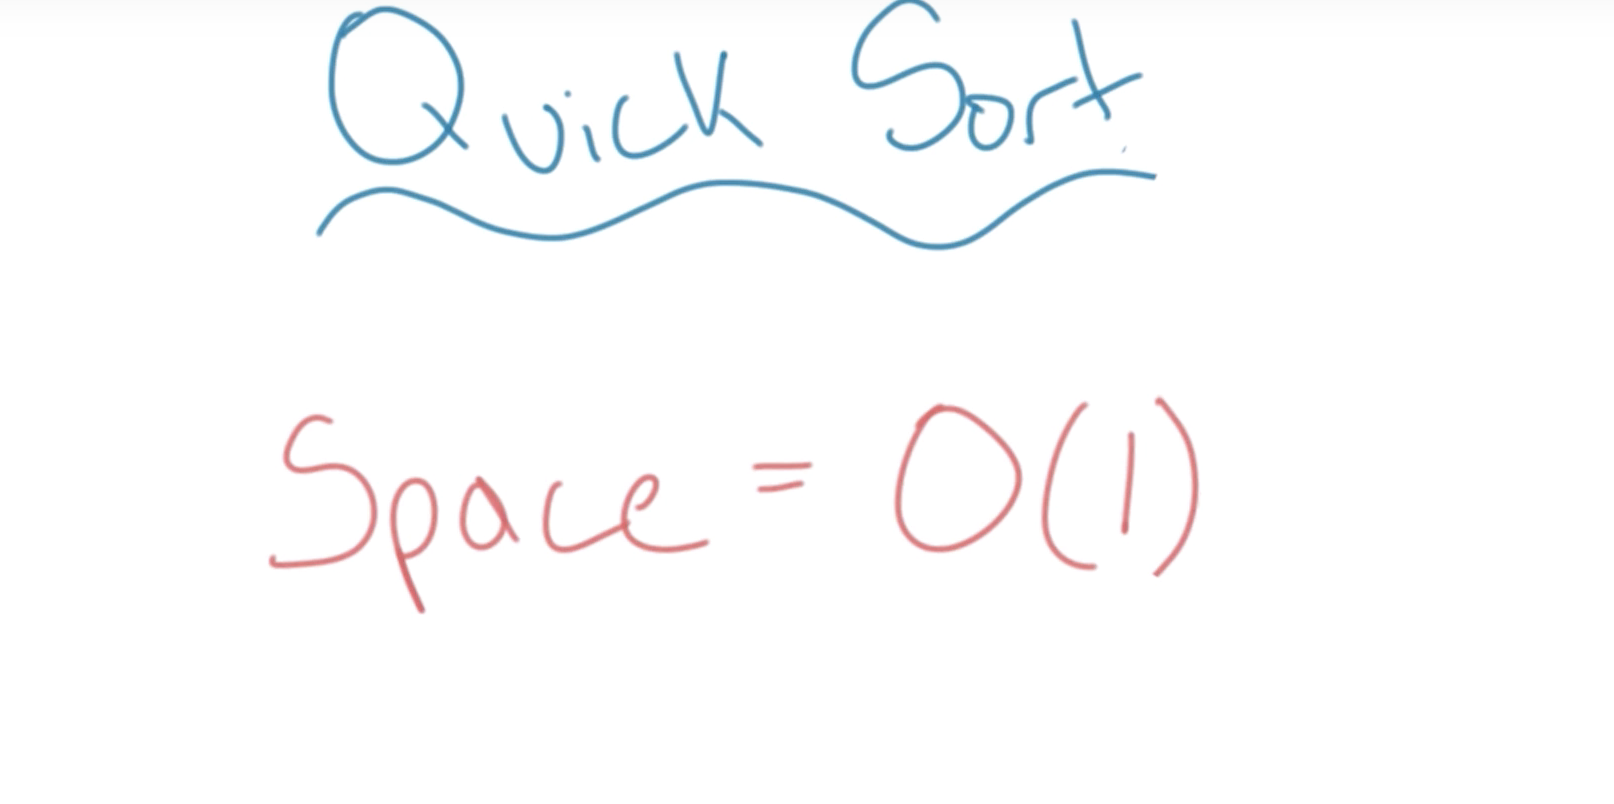 Quick Sort
Space = O(1)